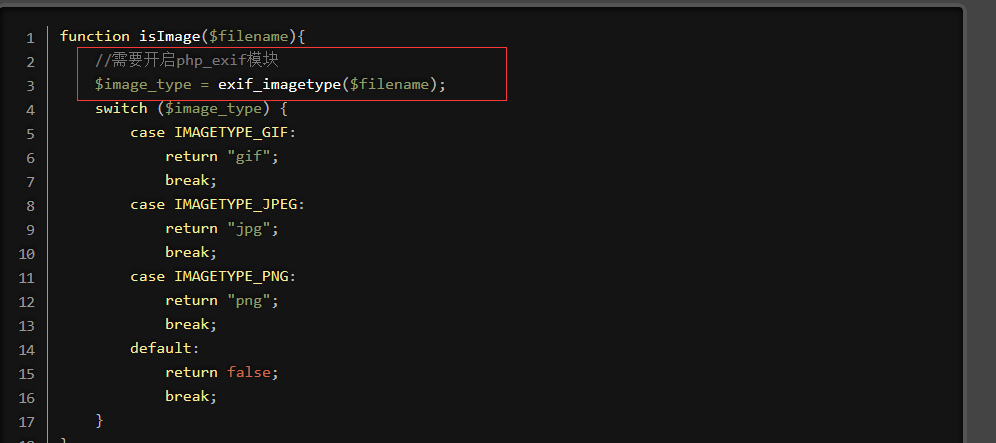 1 function isImage($filename){
2 //需要开启php_exif模块
3 $image_type = exif_imagetype($filename);
4 switch ($image_type) {
5 case IMAGETYPE_GIF:
6 return "gif";
7 break;
8 case IMAGETYPE_JPEG:
9 return "jpg";
10 break;
11 case IMAGETYPE_PNG:
12 return "png";
13 break;
14 default:
15 return false;
16 break;
17 }